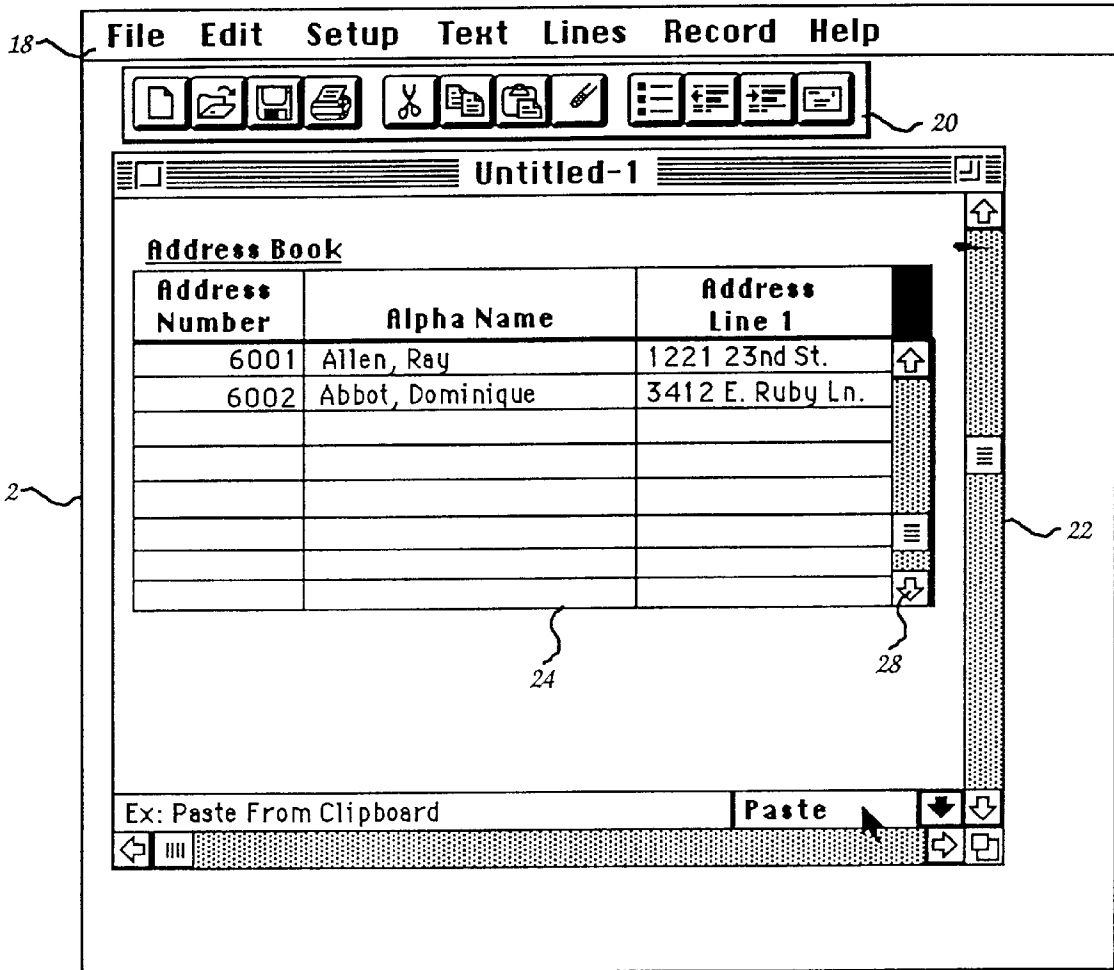 18 File Edit Setup Text Lines Record Help
20
Untitled-1
Address Book
Address Number Alpha Name Address Line 1
6001 Allen, Ray 1221 23nd St.
6002 Abbot, Dominique 3412 E. Ruby Ln.
2
22
24
28
Ex: Paste From Clipboard Paste